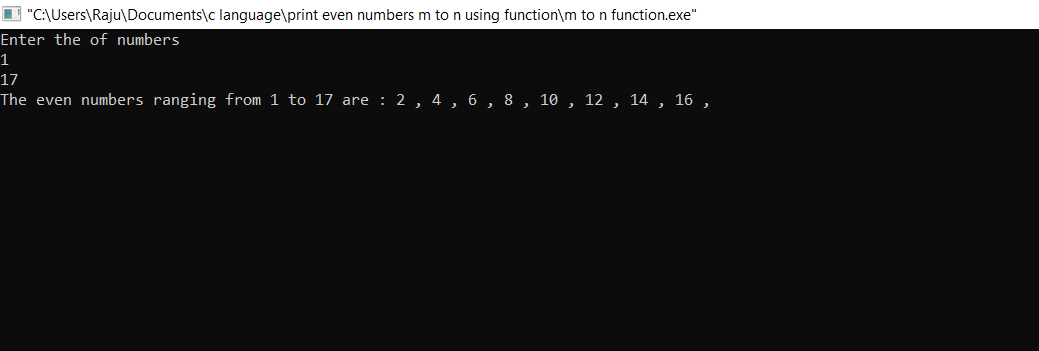 "C:\Users\Raju\Documents\c language\print even numbers m to n using function\m to n function.exe"
Enter the of numbers
1
17
The even numbers ranging from 1 to 17 are : 2 , 4 , 6 , 8 , 10 , 12 , 14 , 16 ,